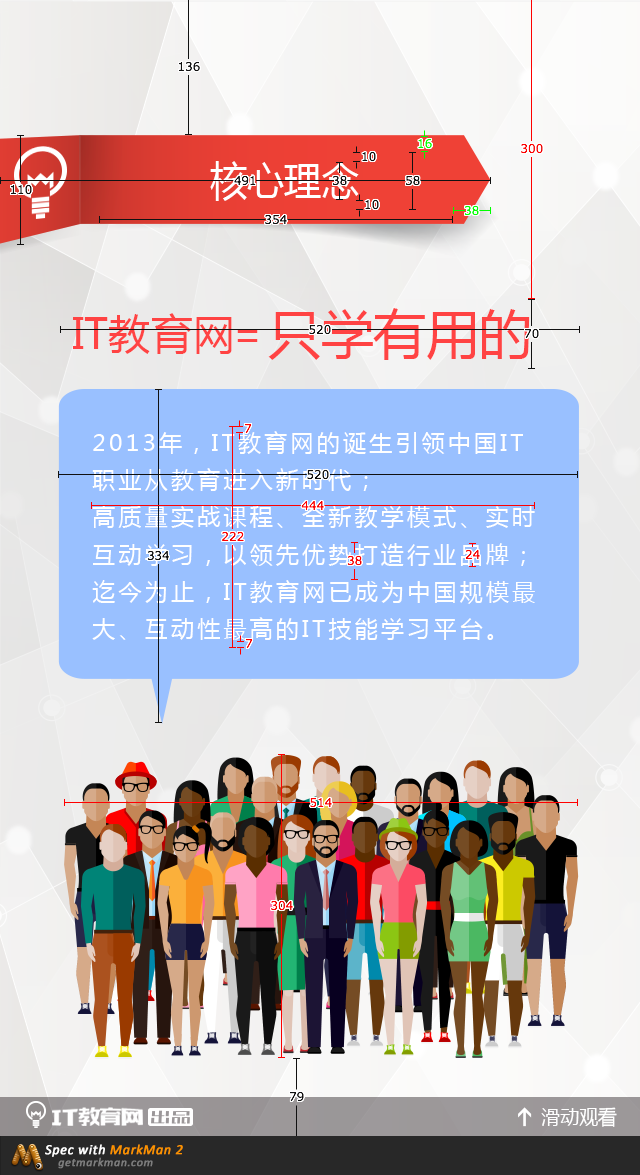 136
300
16
10
核心理念
110
491
38
58
10
38
354
IT教育网=只学有用的
520
70
7
2013年，IT教育网的诞生引领中国IT
职业从教育进入新的时代；
520
444
高质量实战课程、全新教学模式、实时
222
334
互动学习，以领先优势打造行业品牌；
38
24
迄今为止，IT教育网已成为中国规模最
大、互动性最高的IT技能学习平台。
7
514
304
79
IT教育网 出品
滑动观看
Spec with MarkMan 2
getmarkman.com